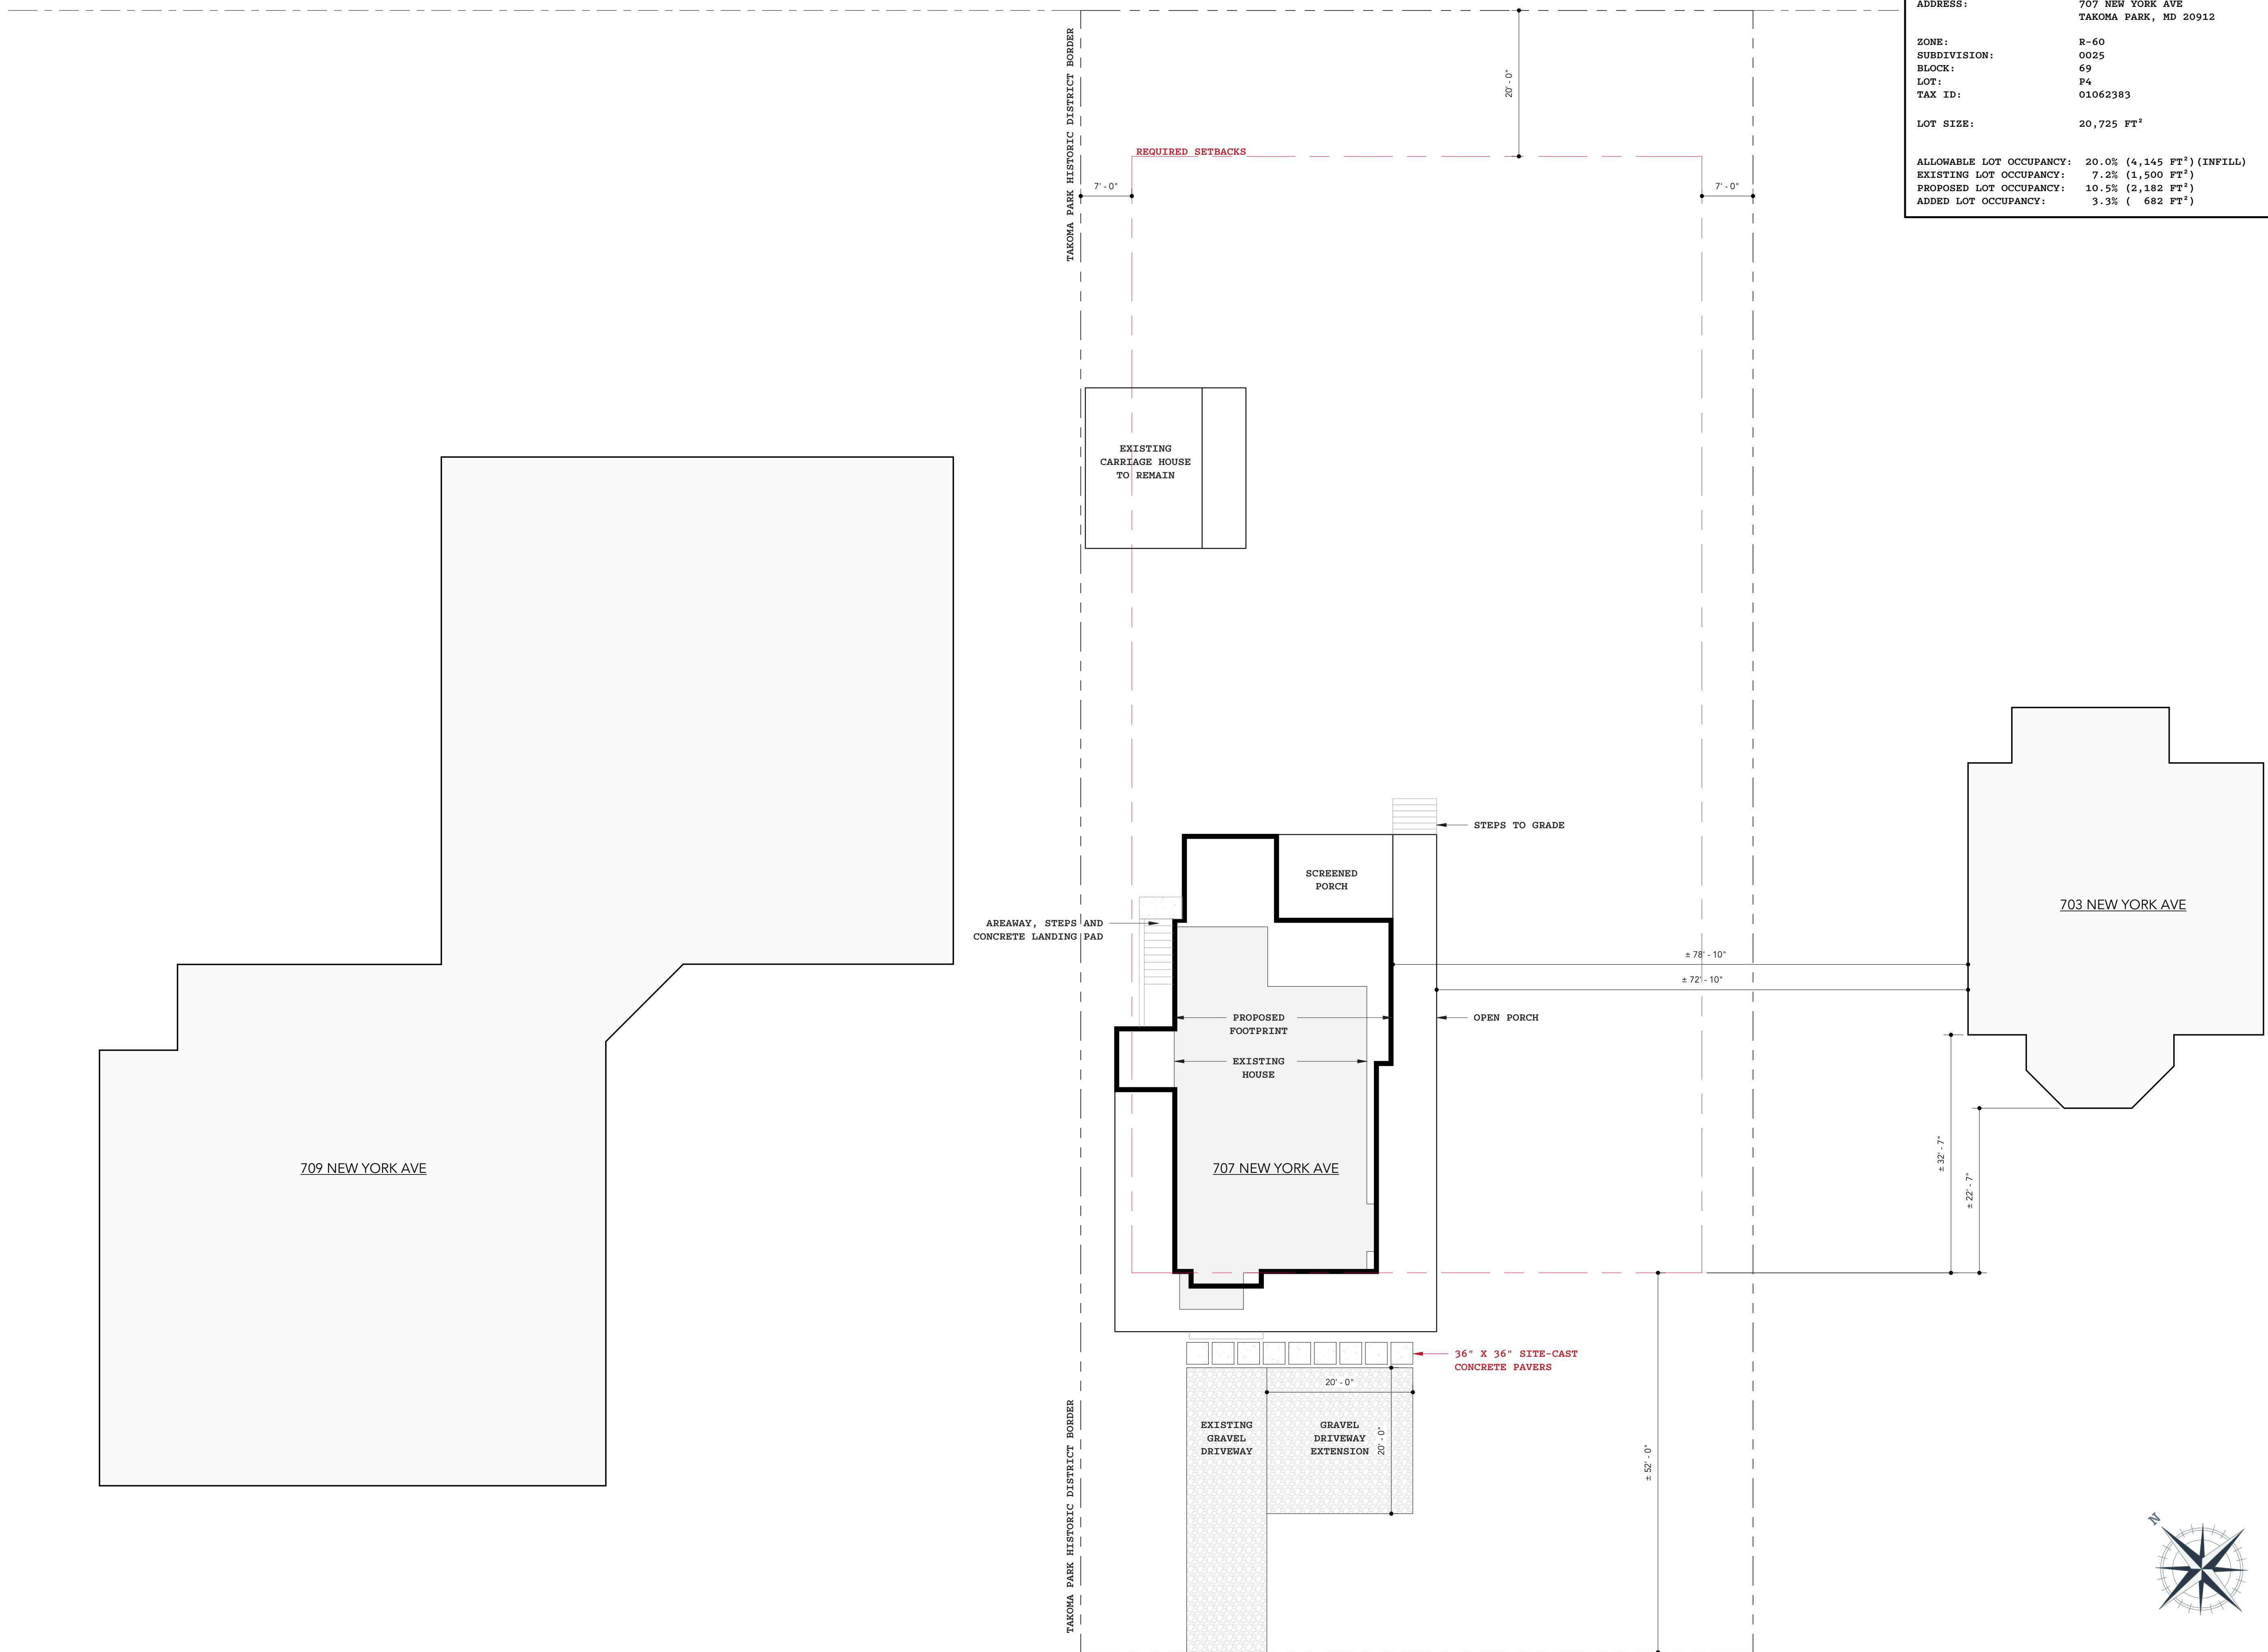 ADDRESS: 707 NEW YORK AVE
TAKOMA PARK, MD 20912
ZONE: R-60
SUBDIVISION: 0025
BLOCK: 69
LOT: P4
TAX ID: 01062383
LOT SIZE: 20,725 FT²
ALLOWABLE LOT OCCUPANCY: 20.0% (4,145 FT²)(INFILL)
EXISTING LOT OCCUPANCY: 7.2% (1,500 FT²)
PROPOSED LOT OCCUPANCY: 10.5% (2,182 FT²)
ADDED LOT OCCUPANCY: 3.3% ( 682 FT²)
TAKOMA PARK HISTORIC DISTRICT BORDER
20' - 0"
REQUIRED SETBACKS
7' - 0"
7' - 0"
EXISTING
CARRIAGE HOUSE
TO REMAIN
STEPS TO GRADE
SCREENED
PORCH
AREAWAY, STEPS AND
CONCRETE LANDING PAD
703 NEW YORK AVE
± 78' - 10"
± 72' - 10"
PROPOSED
FOOTPRINT
OPEN PORCH
EXISTING
HOUSE
709 NEW YORK AVE
707 NEW YORK AVE
± 32' - 7"
± 22' - 7"
36" X 36" SITE-CAST
CONCRETE PAVERS
20' - 0"
EXISTING
GRAVEL
DRIVEWAY
GRAVEL
DRIVEWAY
EXTENSION
20' - 0"
± 52' - 0"
TAKOMA PARK HISTORIC DISTRICT BORDER
N